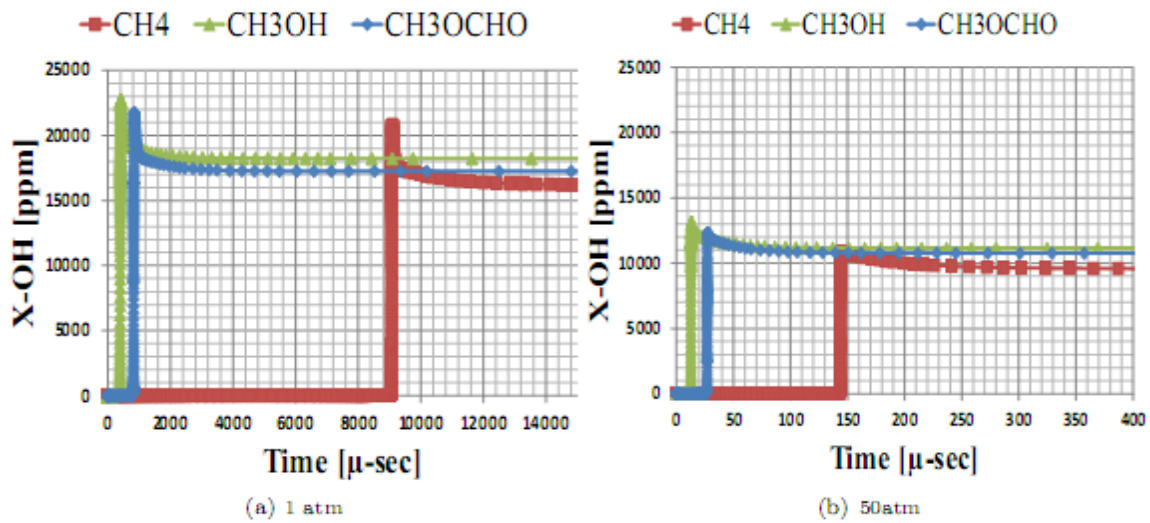 CH4 CH3OH CH3OCHO
25000
20000
15000
10000
5000
0
X-OH [ppm]
0 2000 4000 6000 8000 10000 12000 14000
Time [μ-sec]
(a) 1 atm
CH4 CH3OH CH3OCHO
25000
20000
15000
10000
5000
0
X-OH [ppm]
0 50 100 150 200 250 300 350 400
Time [μ-sec]
(b) 50atm